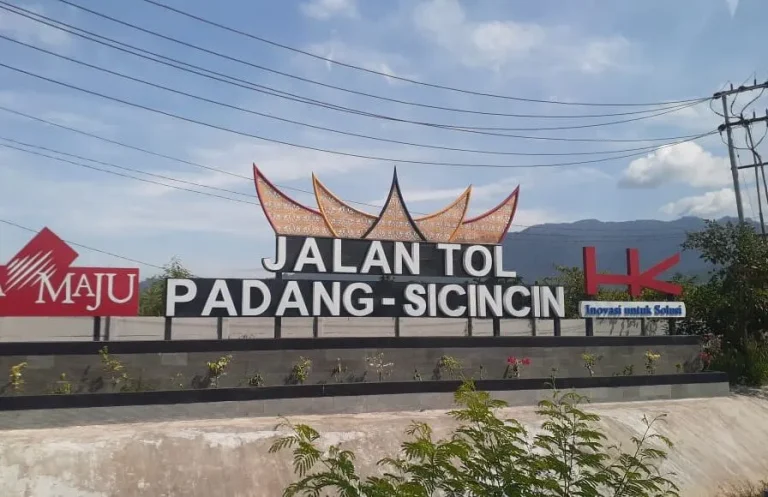 JALAN TOL
PADANG - SICINCIN
MAJU
HK
Inovasi untuk Solusi